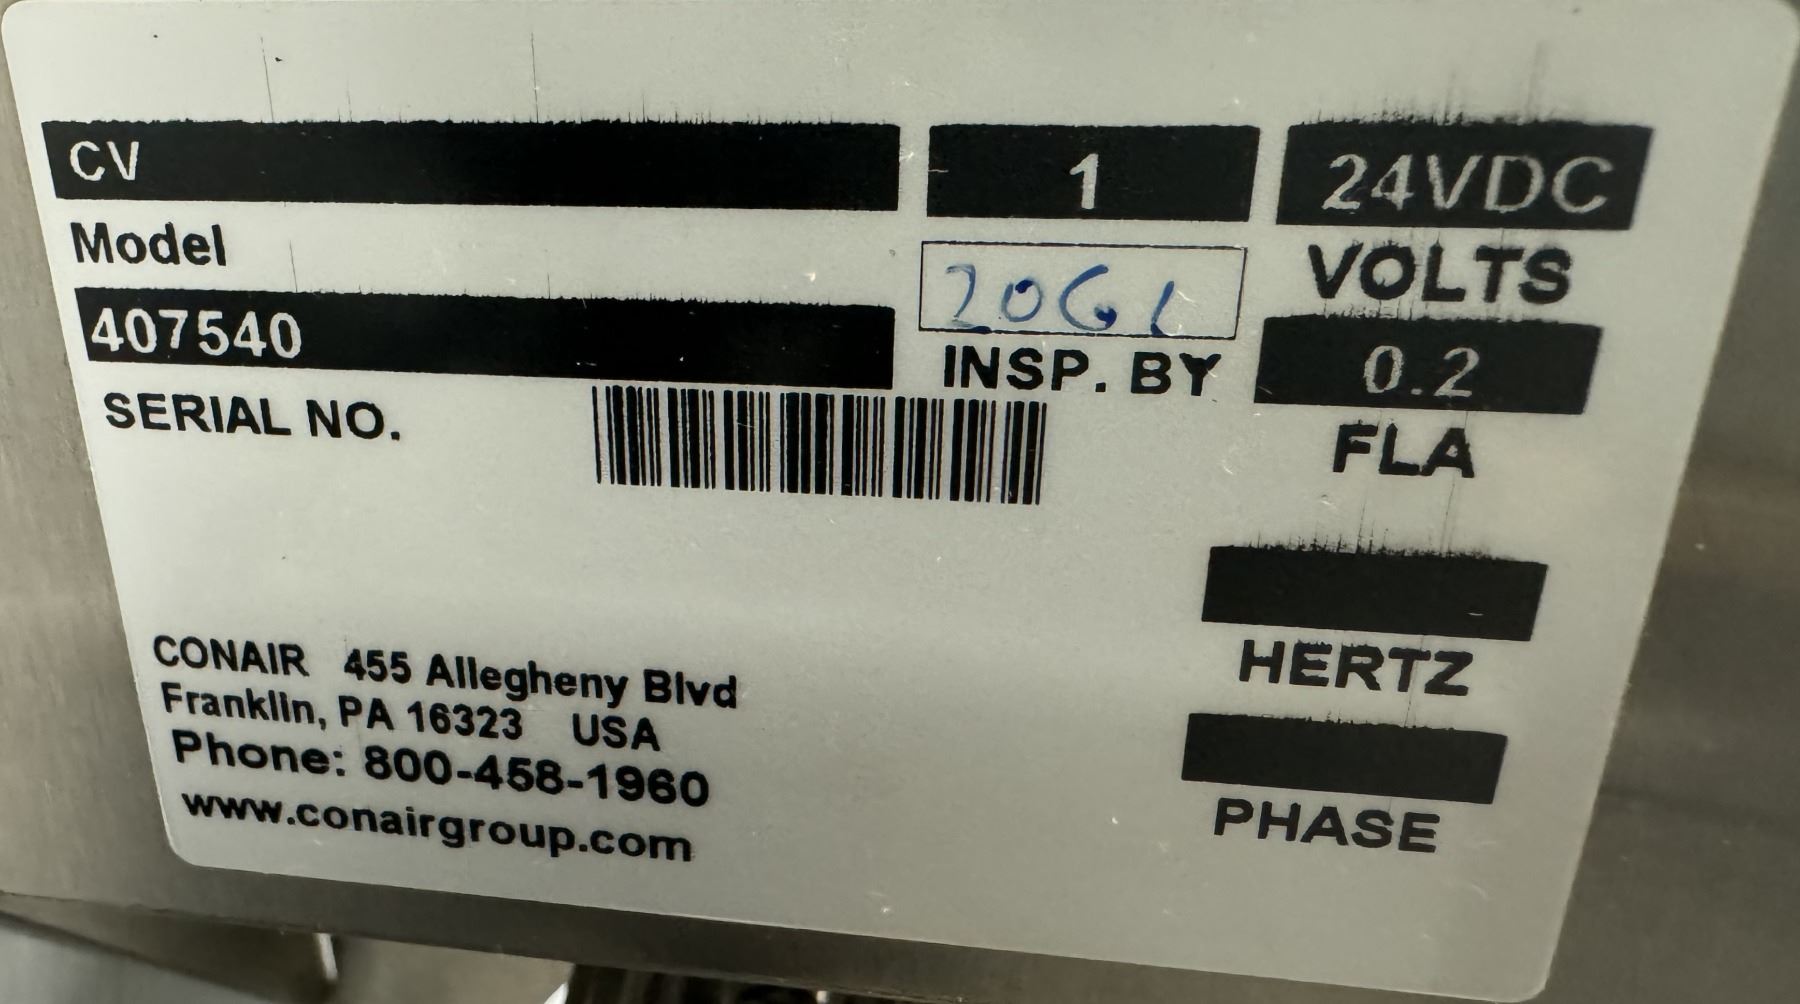 CV 1 24VDC
Model VOLTS
407540 INSP. BY 0.2
SERIAL NO. FLA
HERTZ
CONAIR 455 Allegheny Blvd
Franklin, PA 16323 USA
Phone: 800-458-1960
www.conairgroup.com
PHASE